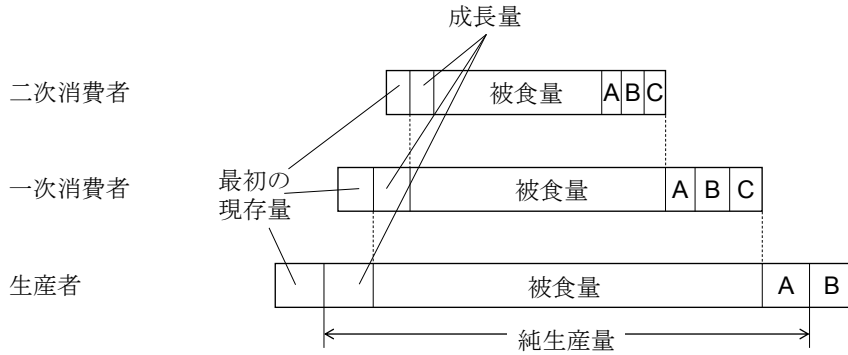 成長量
二次消費者
被食量
A B C
一次消費者
最初の
現存量
被食量
A B C
生産者
被食量
A B
純生産量